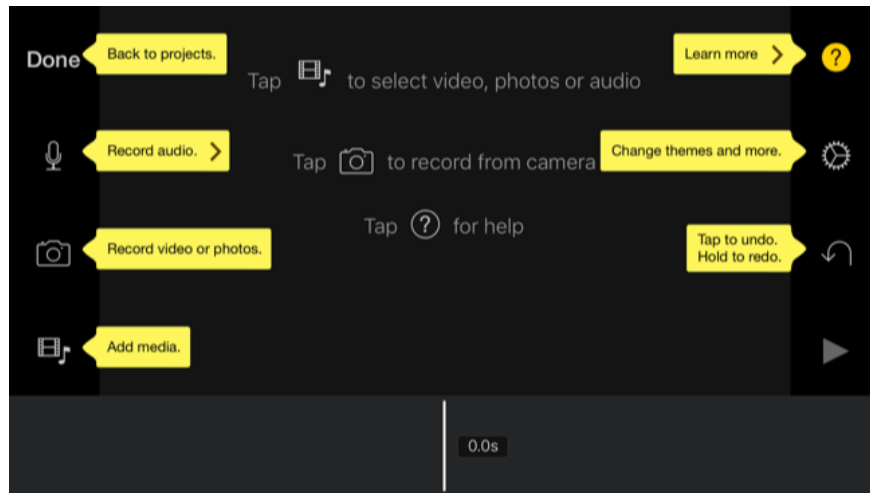 Done
Back to projects.
Tap to select video, photos or audio
Learn more
?
Record audio.
Tap to record from camera
Change themes and more.
Tap ? for help
Record video or photos.
Tap to undo.
Hold to redo.
Add media.
0.0s